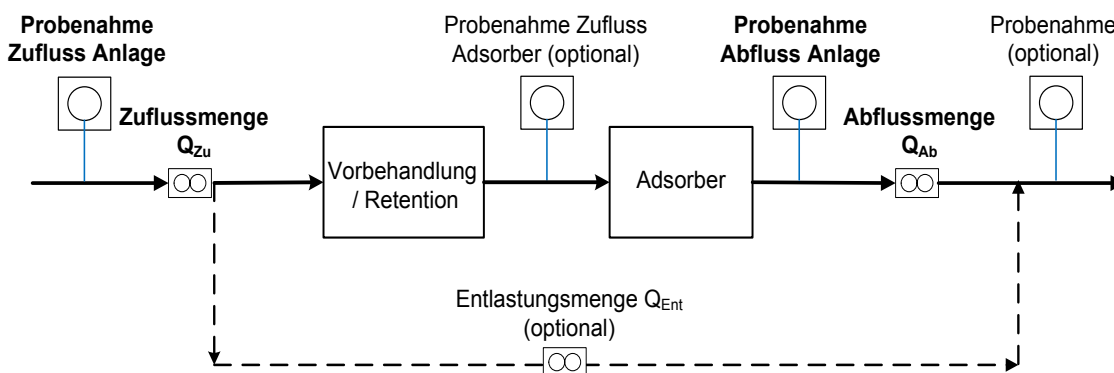 Probenahme
Zufluss Anlage
Zuflussmenge
QZu
Vorbehandlung
/ Retention
Probenahme Zufluss
Adsorber (optional)
Adsorber
Probenahme
Abfluss Anlage
Abflussmenge
QAb
Probenahme
(optional)
Entlastungsmenge QEnt
(optional)